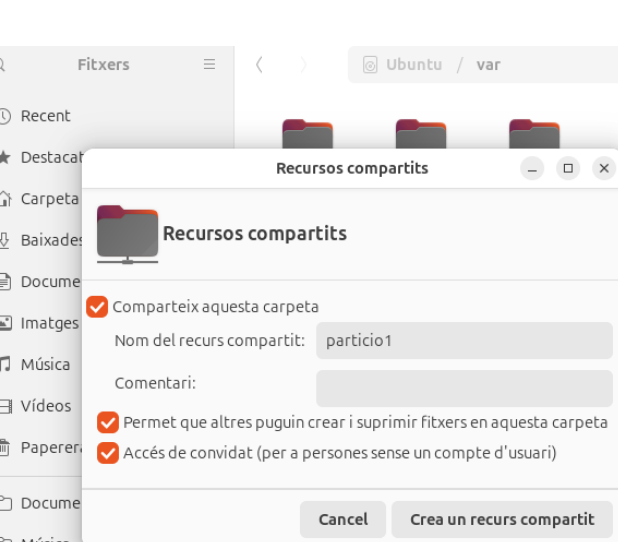 Fitxers
Ubuntu / var
Recent
Destacat
Carpeta
Baixades
Docume
Imatges
Música
Vídeos
Paperera
Docume
Recursos compartits
Recursos compartits
Comparteix aquesta carpeta
Nom del recurs compartit: particio1
Comentari:
Permet que altres puguin crear i suprimir fitxers en aquesta carpeta
Accés de convidat (per a persones sense un compte d'usuari)
Cancel
Crea un recurs compartit